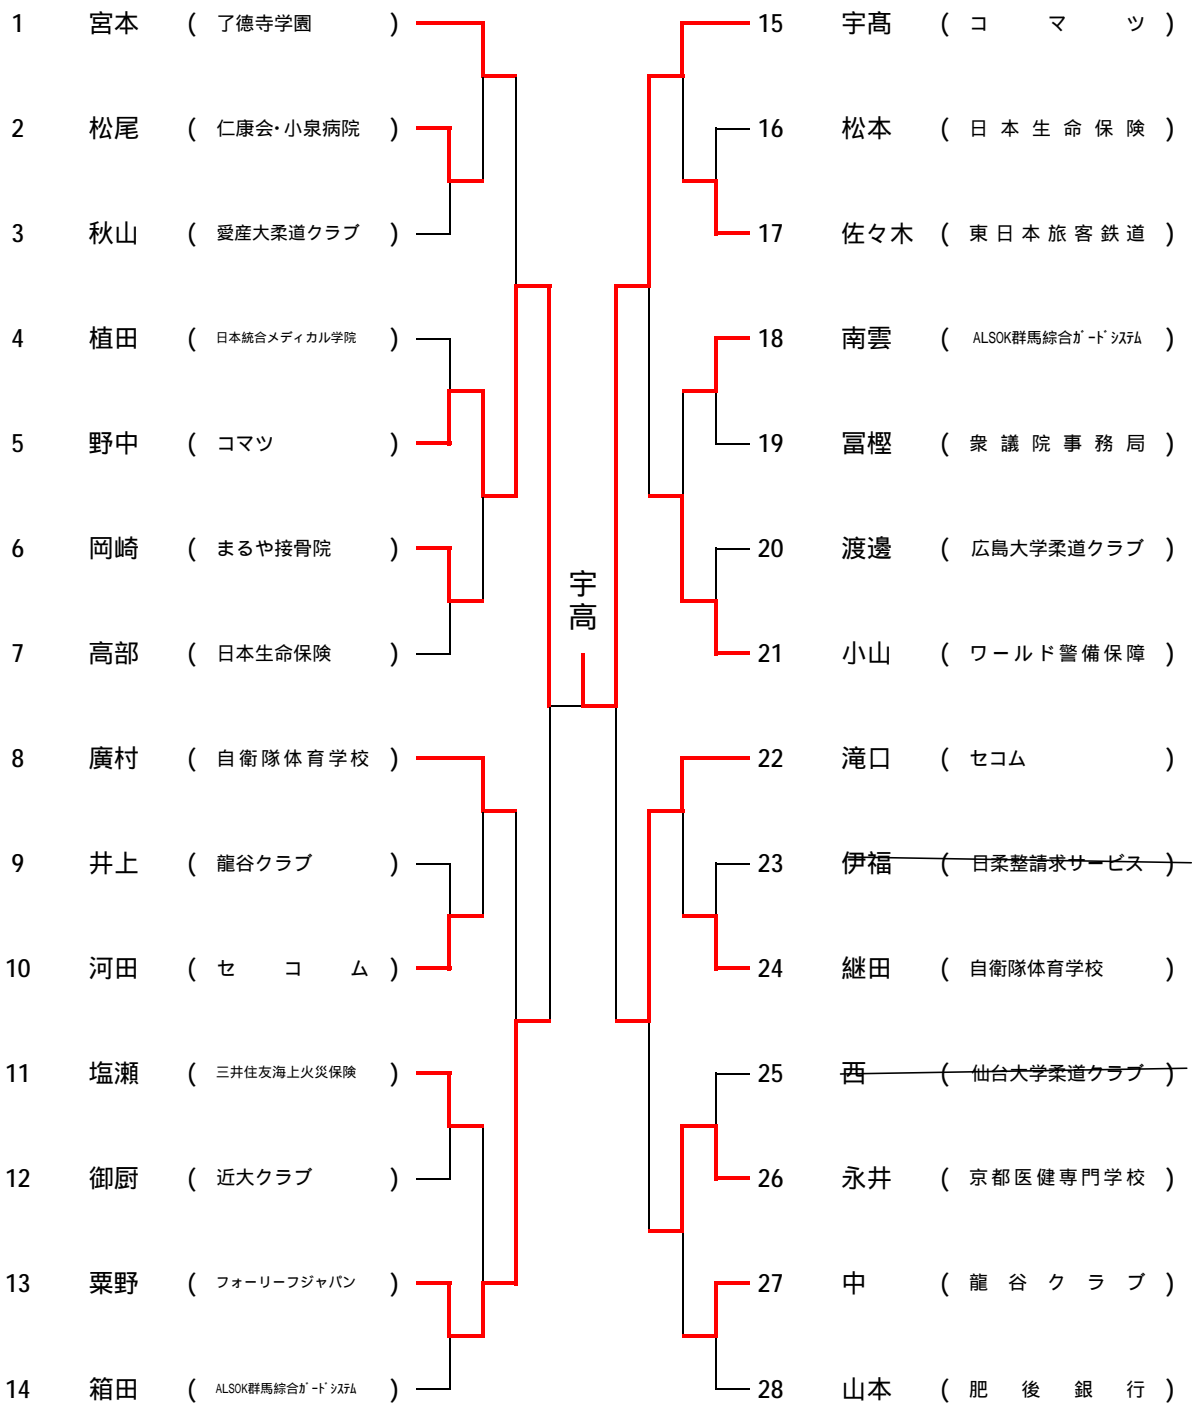 1 宮本 ( 了德寺学園 )
2 松尾 ( 仁康会・小泉病院 )
3 秋山 ( 愛産大柔道クラブ )
4 植田 ( 日本統合メディカル学院 )
5 野中 ( コマツ )
6 岡崎 ( まるや接骨院 )
7 高部 ( 日本生命保険 )
8 廣村 ( 自衛隊体育学校 )
9 井上 ( 龍谷クラブ )
10 河田 ( セコム )
11 塩瀬 ( 三井住友海上火災保険 )
12 御厨 ( 近大クラブ )
13 粟野 ( フォーリーフジャパン )
14 箱田 ( ALSOK群馬綜合ｶﾞｰﾄﾞｼｽﾃﾑ )
宇高
15 宇髙 ( コマツ )
16 松本 ( 日本生命保険 )
17 佐々木 ( 東日本旅客鉄道 )
18 南雲 ( ALSOK群馬綜合ｶﾞｰﾄﾞｼｽﾃﾑ )
19 冨樫 ( 衆議院事務局 )
20 渡邊 ( 広島大学柔道クラブ )
21 小山 ( ワールド警備保障 )
22 滝口 ( セコム )
23 伊福 ( 日柔整請求サービス )
24 継田 ( 自衛隊体育学校 )
25 西 ( 仙台大学柔道クラブ )
26 永井 ( 京都医健専門学校 )
27 中 ( 龍谷クラブ )
28 山本 ( 肥後銀行 )